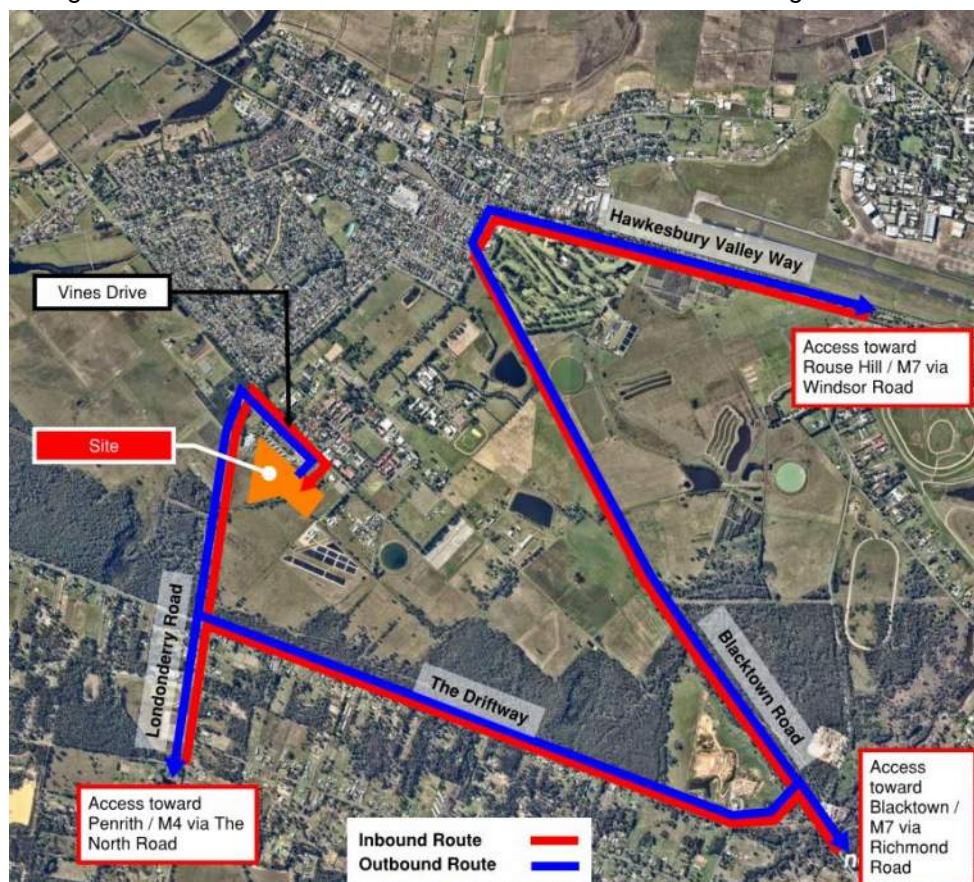 Hawkesbury Valley Way
Vines Drive
Access toward
Rouse Hill / M7 via
Windsor Road
Site
Londonderry Road
The Driftway
Blacktown Road
Access toward
Penrith / M4 via The
North Road
Inbound Route
Outbound Route
Access
toward
Blacktown /
M7 via
Richmond
Road